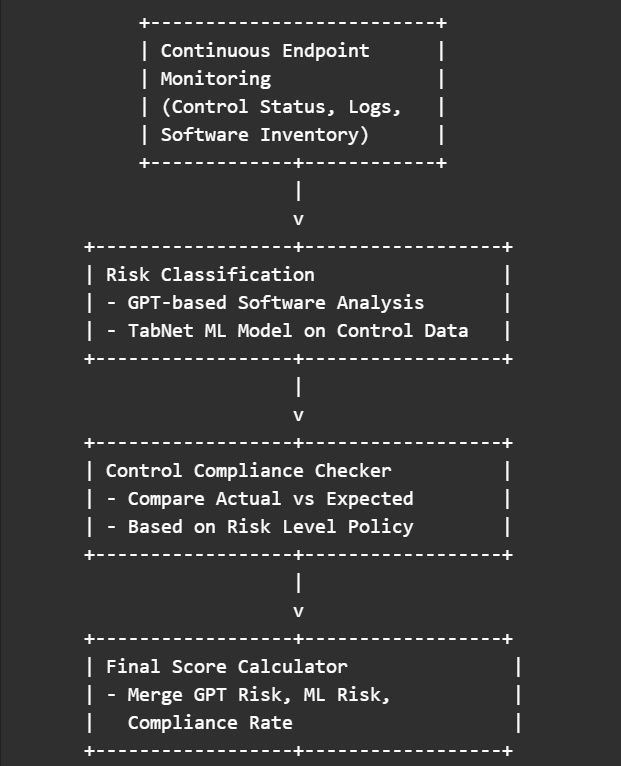 +--------------------------+
| Continuous Endpoint      |
| Monitoring               |
| (Control Status, Logs,   |
| Software Inventory)      |
+-------------+------------+
|
v
+------------------+------------------+
| Risk Classification                 |
| - GPT-based Software Analysis       |
| - TabNet ML Model on Control Data   |
+------------------+------------------+
|
v
+------------------+------------------+
| Control Compliance Checker          |
| - Compare Actual vs Expected        |
| - Based on Risk Level Policy        |
+------------------+------------------+
|
v
+------------------+------------------+
| Final Score Calculator               |
| - Merge GPT Risk, ML Risk,           |
|   Compliance Rate                    |
+------------------+------------------+